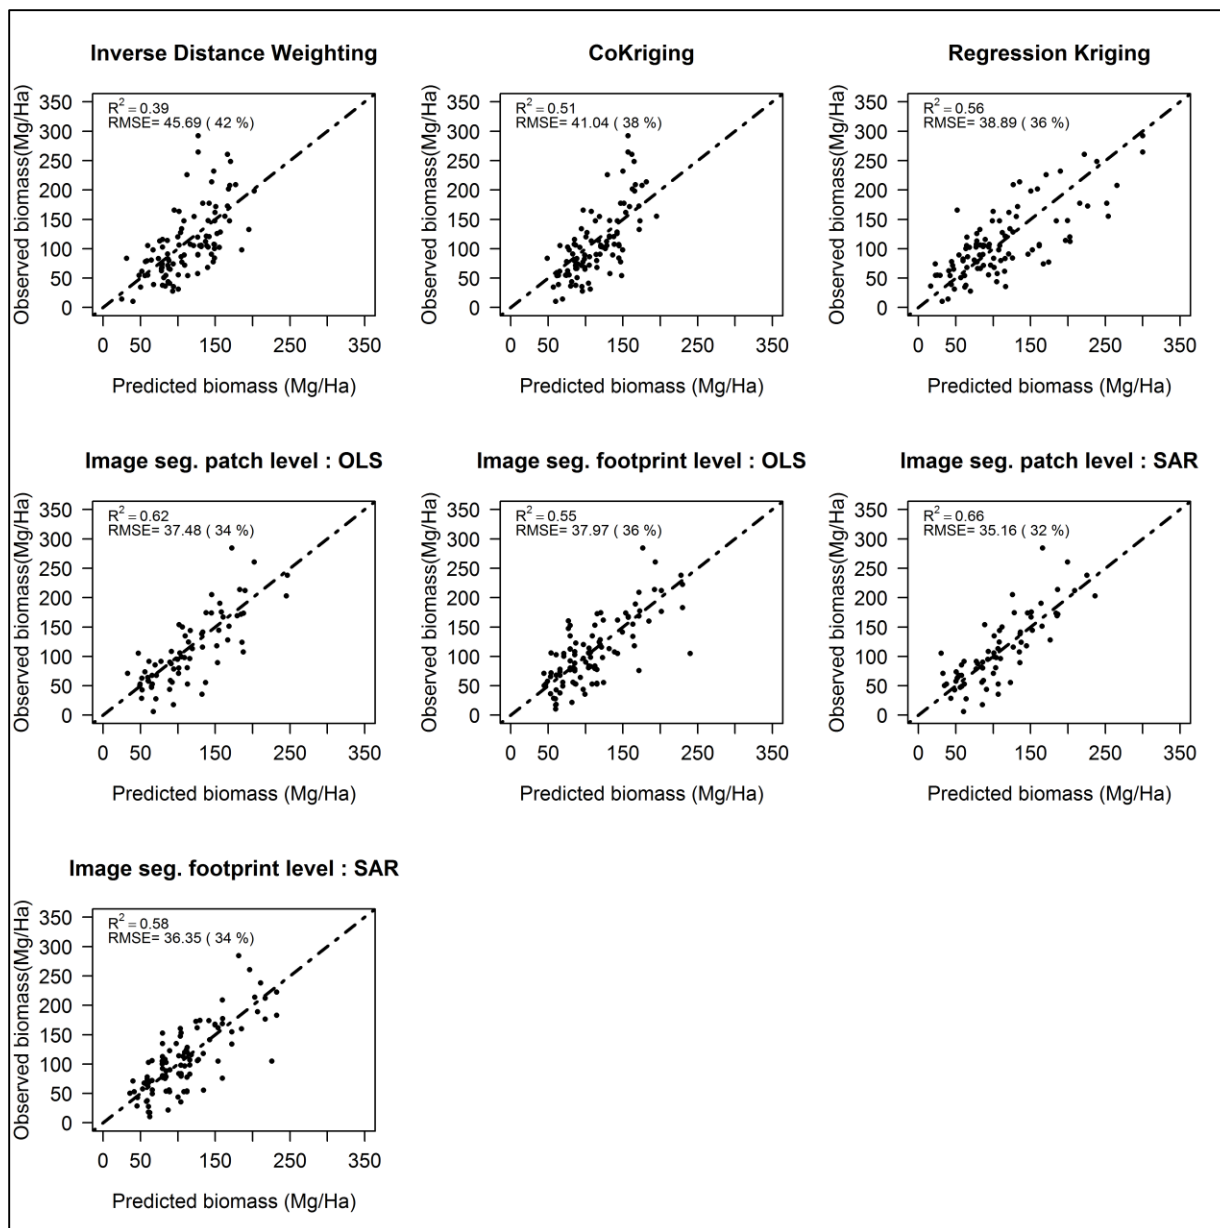 Inverse Distance Weighting
R² = 0.39
RMSE= 45.69 ( 42 %)
Observed biomass(Mg/Ha)
350
300
250
200
150
100
50
0
0 50 150 250 350
Predicted biomass (Mg/Ha)
CoKriging
R² = 0.51
RMSE= 41.04 ( 38 %)
Observed biomass(Mg/Ha)
350
300
250
200
150
100
50
0
0 50 150 250 350
Predicted biomass (Mg/Ha)
Regression Kriging
R² = 0.56
RMSE= 38.89 ( 36 %)
Observed biomass(Mg/Ha)
350
300
250
200
150
100
50
0
0 50 150 250 350
Predicted biomass (Mg/Ha)
Image seg. patch level : OLS
R² = 0.62
RMSE= 37.48 ( 34 %)
Observed biomass(Mg/Ha)
350
300
250
200
150
100
50
0
0 50 150 250 350
Predicted biomass (Mg/Ha)
Image seg. footprint level : OLS
R² = 0.55
RMSE= 37.97 ( 36 %)
Observed biomass(Mg/Ha)
350
300
250
200
150
100
50
0
0 50 150 250 350
Predicted biomass (Mg/Ha)
Image seg. patch level : SAR
R² = 0.66
RMSE= 35.16 ( 32 %)
Observed biomass(Mg/Ha)
350
300
250
200
150
100
50
0
0 50 150 250 350
Predicted biomass (Mg/Ha)
Image seg. footprint level : SAR
R² = 0.58
RMSE= 36.35 ( 34 %)
Observed biomass(Mg/Ha)
350
300
250
200
150
100
50
0
0 50 150 250 350
Predicted biomass (Mg/Ha)